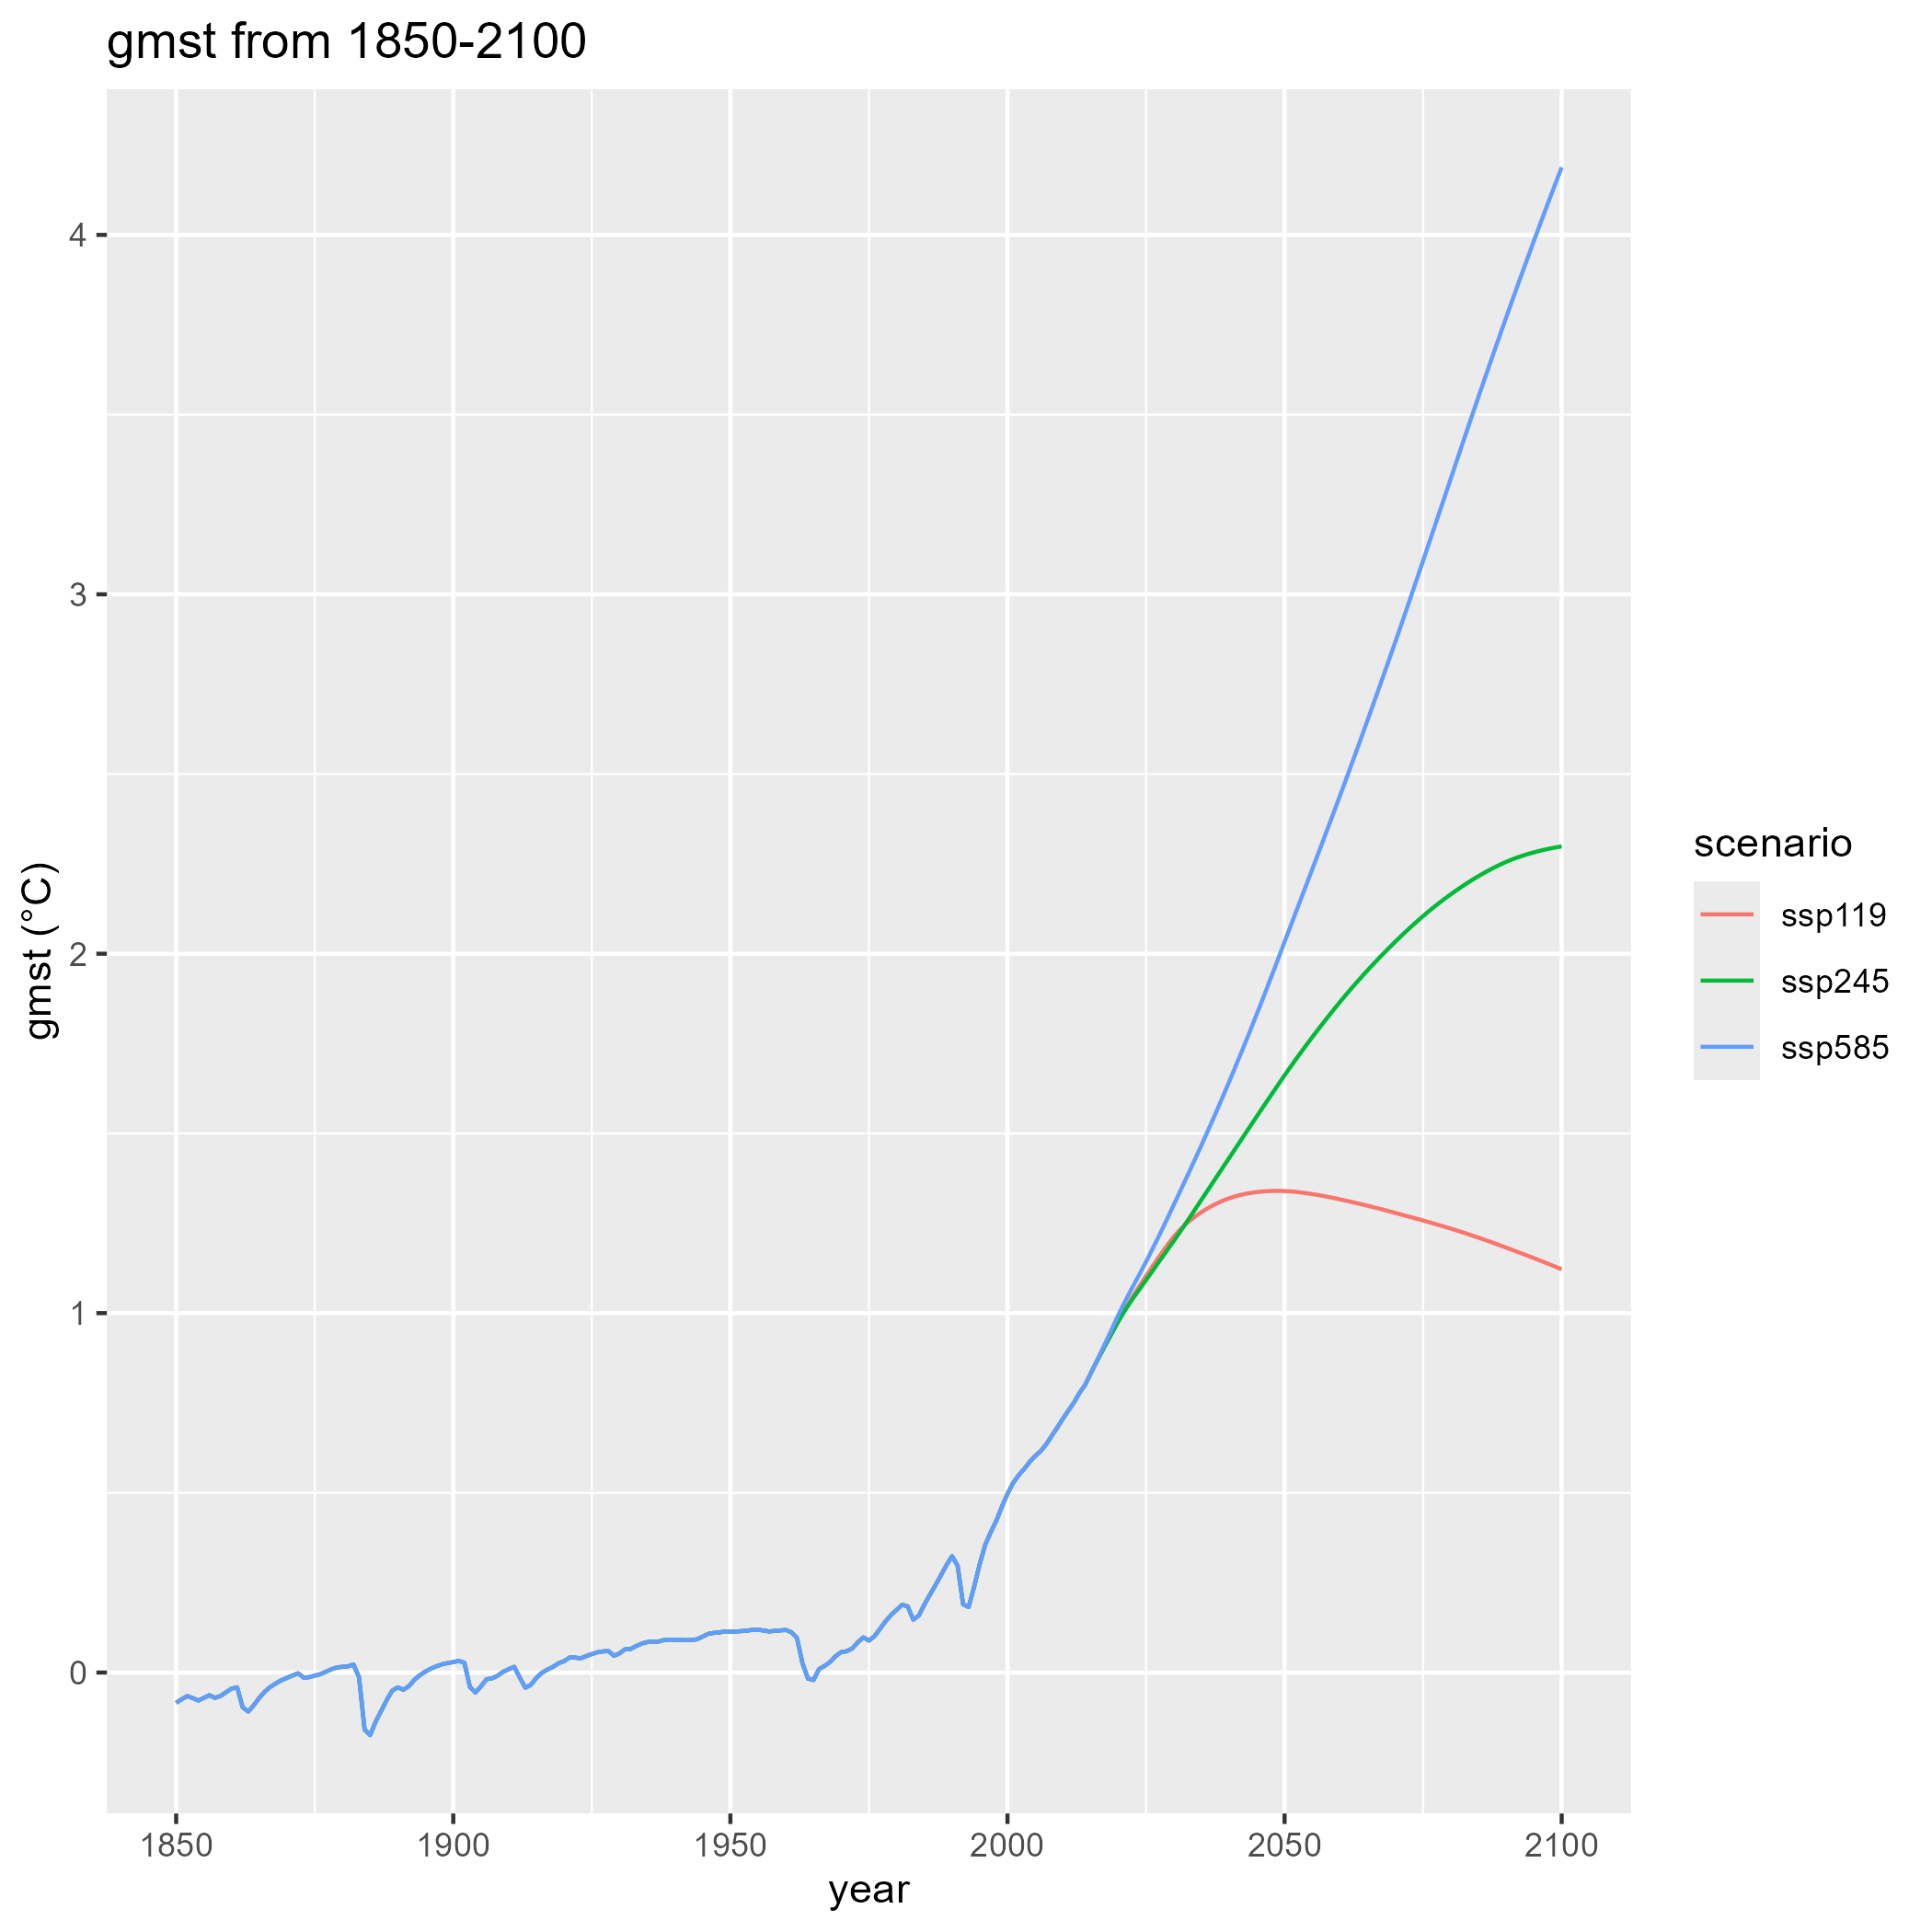 gmst from 1850-2100
gmst (°C)
4
3
2
1
0
1850 1900 1950 2000 2050 2100
year
scenario
ssp119
ssp245
ssp585